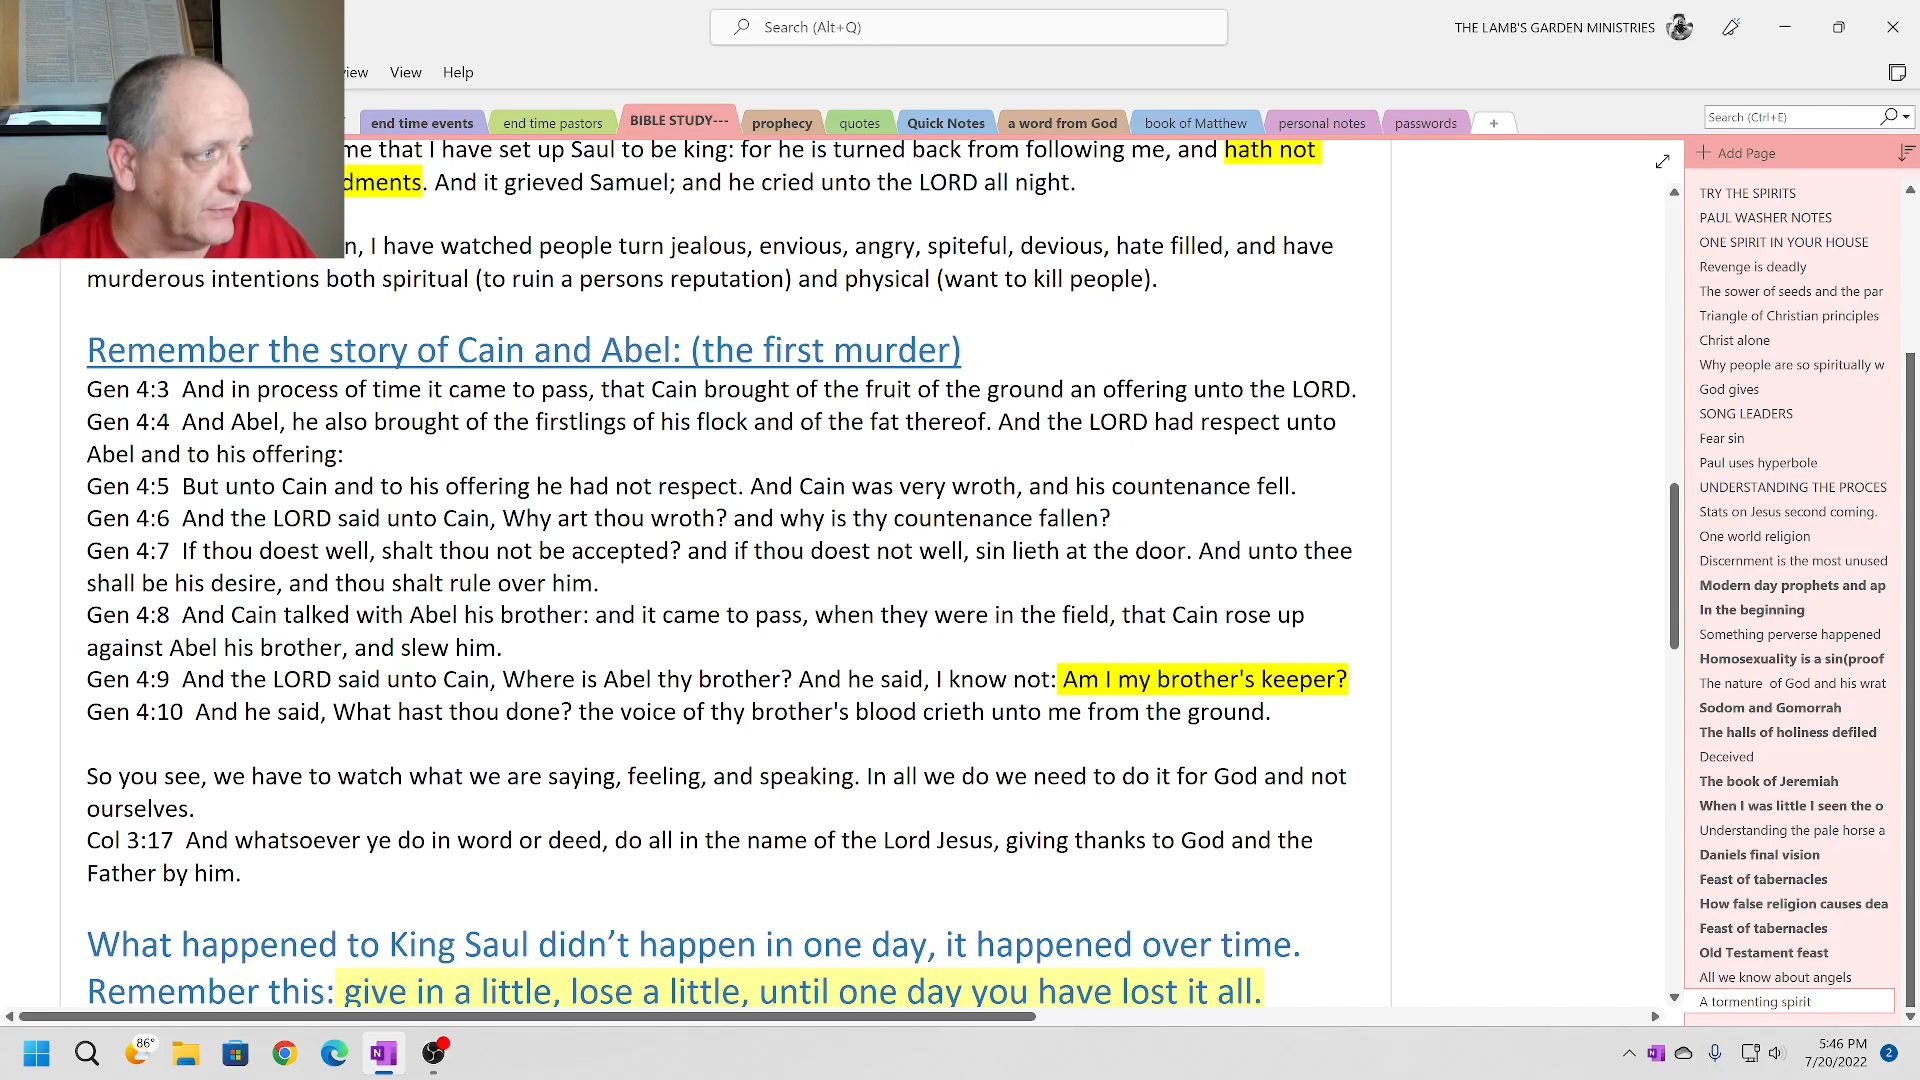 Search (Alt+Q)
THE LAMB'S GARDEN MINISTRIES
View Help
end time events
end time pastors
BIBLE STUDY---
prophecy
quotes
Quick Notes
a word from God
book of Matthew
personal notes
passwords
Search (Ctrl+E)
me that I have set up Saul to be king: for he is turned back from following me, and hath not
. And it grieved Samuel; and he cried unto the LORD all night.
I have watched people turn jealous, envious, angry, spiteful, devious, hate filled, and have
murderous intentions both spiritual (to ruin a persons reputation) and physical (want to kill people).
Remember the story of Cain and Abel: (the first murder)
Gen 4:3 And in process of time it came to pass, that Cain brought of the fruit of the ground an offering unto the LORD.
Gen 4:4 And Abel, he also brought of the firstlings of his flock and of the fat thereof. And the LORD had respect unto
Abel and to his offering:
Gen 4:5 But unto Cain and to his offering he had not respect. And Cain was very wroth, and his countenance fell.
Gen 4:6 And the LORD said unto Cain, Why art thou wroth? and why is thy countenance fallen?
Gen 4:7 If thou doest well, shalt thou not be accepted? and if thou doest not well, sin lieth at the door. And unto thee
shall be his desire, and thou shalt rule over him.
Gen 4:8 And Cain talked with Abel his brother: and it came to pass, when they were in the field, that Cain rose up
against Abel his brother, and slew him.
Gen 4:9 And the LORD said unto Cain, Where is Abel thy brother? And he said, I know not: Am I my brother's keeper?
Gen 4:10 And he said, What hast thou done? the voice of thy brother's blood crieth unto me from the ground.
So you see, we have to watch what we are saying, feeling, and speaking. In all we do we need to do it for God and not
ourselves.
Col 3:17 And whatsoever ye do in word or deed, do all in the name of the Lord Jesus, giving thanks to God and the
Father by him.
What happened to King Saul didn't happen in one day, it happened over time.
Remember this: give in a little, lose a little, until one day you have lost it all.
Add Page
TRY THE SPIRITS
PAUL WASHER NOTES
ONE SPIRIT IN YOUR HOUSE
Revenge is deadly
The sower of seeds and the par
Triangle of Christian principles
Christ alone
Why people are so spiritually w
God gives
SONG LEADERS
Fear sin
Paul uses hyperbole
UNDERSTANDING THE PROCES
Stats on Jesus second coming.
One world religion
Discernment is the most unused
Modern day prophets and ap
In the beginning
Something perverse happened
Homosexuality is a sin(proof
The nature of God and his wrat
Sodom and Gomorrah
The halls of holiness defiled
Deceived
The book of Jeremiah
When I was little I seen the o
Understanding the pale horse a
Daniels final vision
Feast of tabernacles
How false religion causes dea
Feast of tabernacles
Old Testament feast
All we know about angels
A tormenting spirit
86°
5:46 PM
7/20/2022
2